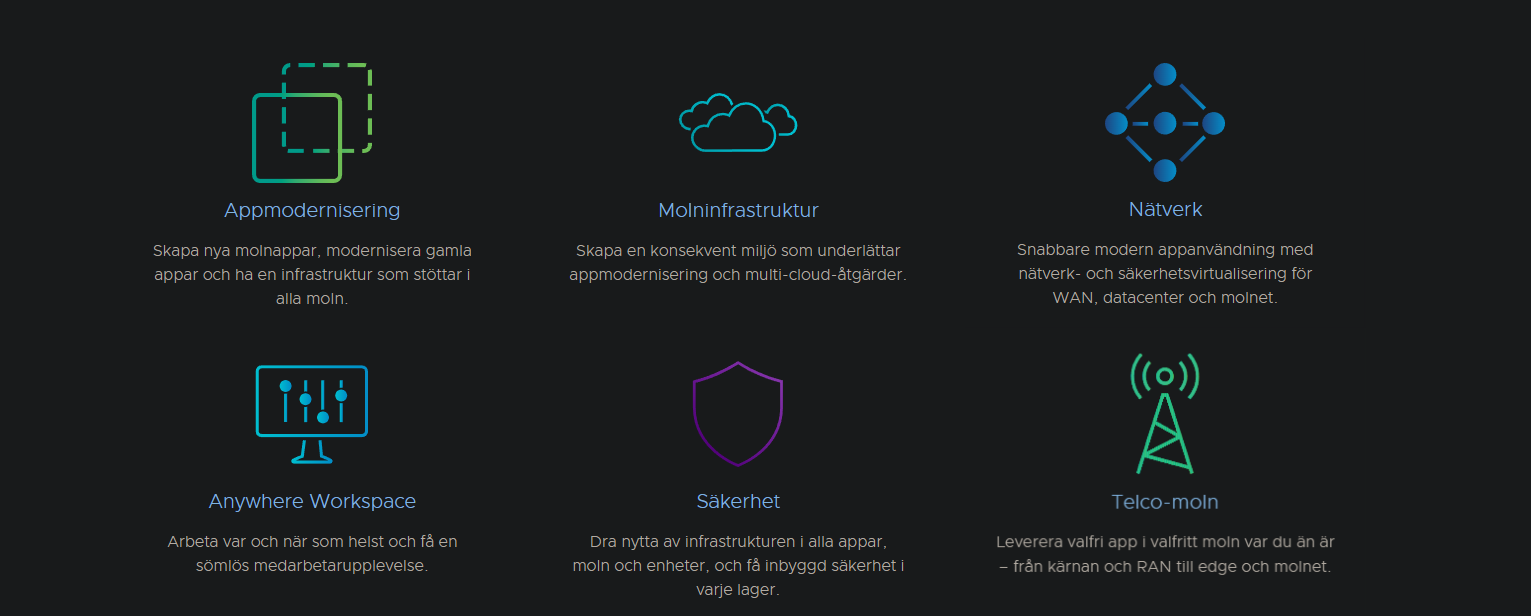 Appmodernisering
Skapa nya molnappar, modernisera gamla
appar och ha en infrastruktur som stöttar i
alla moln.
Molninfrastruktur
Skapa en konsekvent miljö som underlättar
appmodernisering och multi-cloud-åtgärder.
Nätverk
Snabbare modern appanvändning med
nätverk- och säkerhetsvirtualisering för
WAN, datacenter och molnet.
Anywhere Workspace
Arbeta var och när som helst och få en
sömlös medarbetarupplevelse.
Säkerhet
Dra nytta av infrastrukturen i alla appar,
moln och enheter, och få inbyggd säkerhet i
varje lager.
Telco-moln
Leverera valfri app i valfritt moln var du än är
– från kärnan och RAN till edge och molnet.